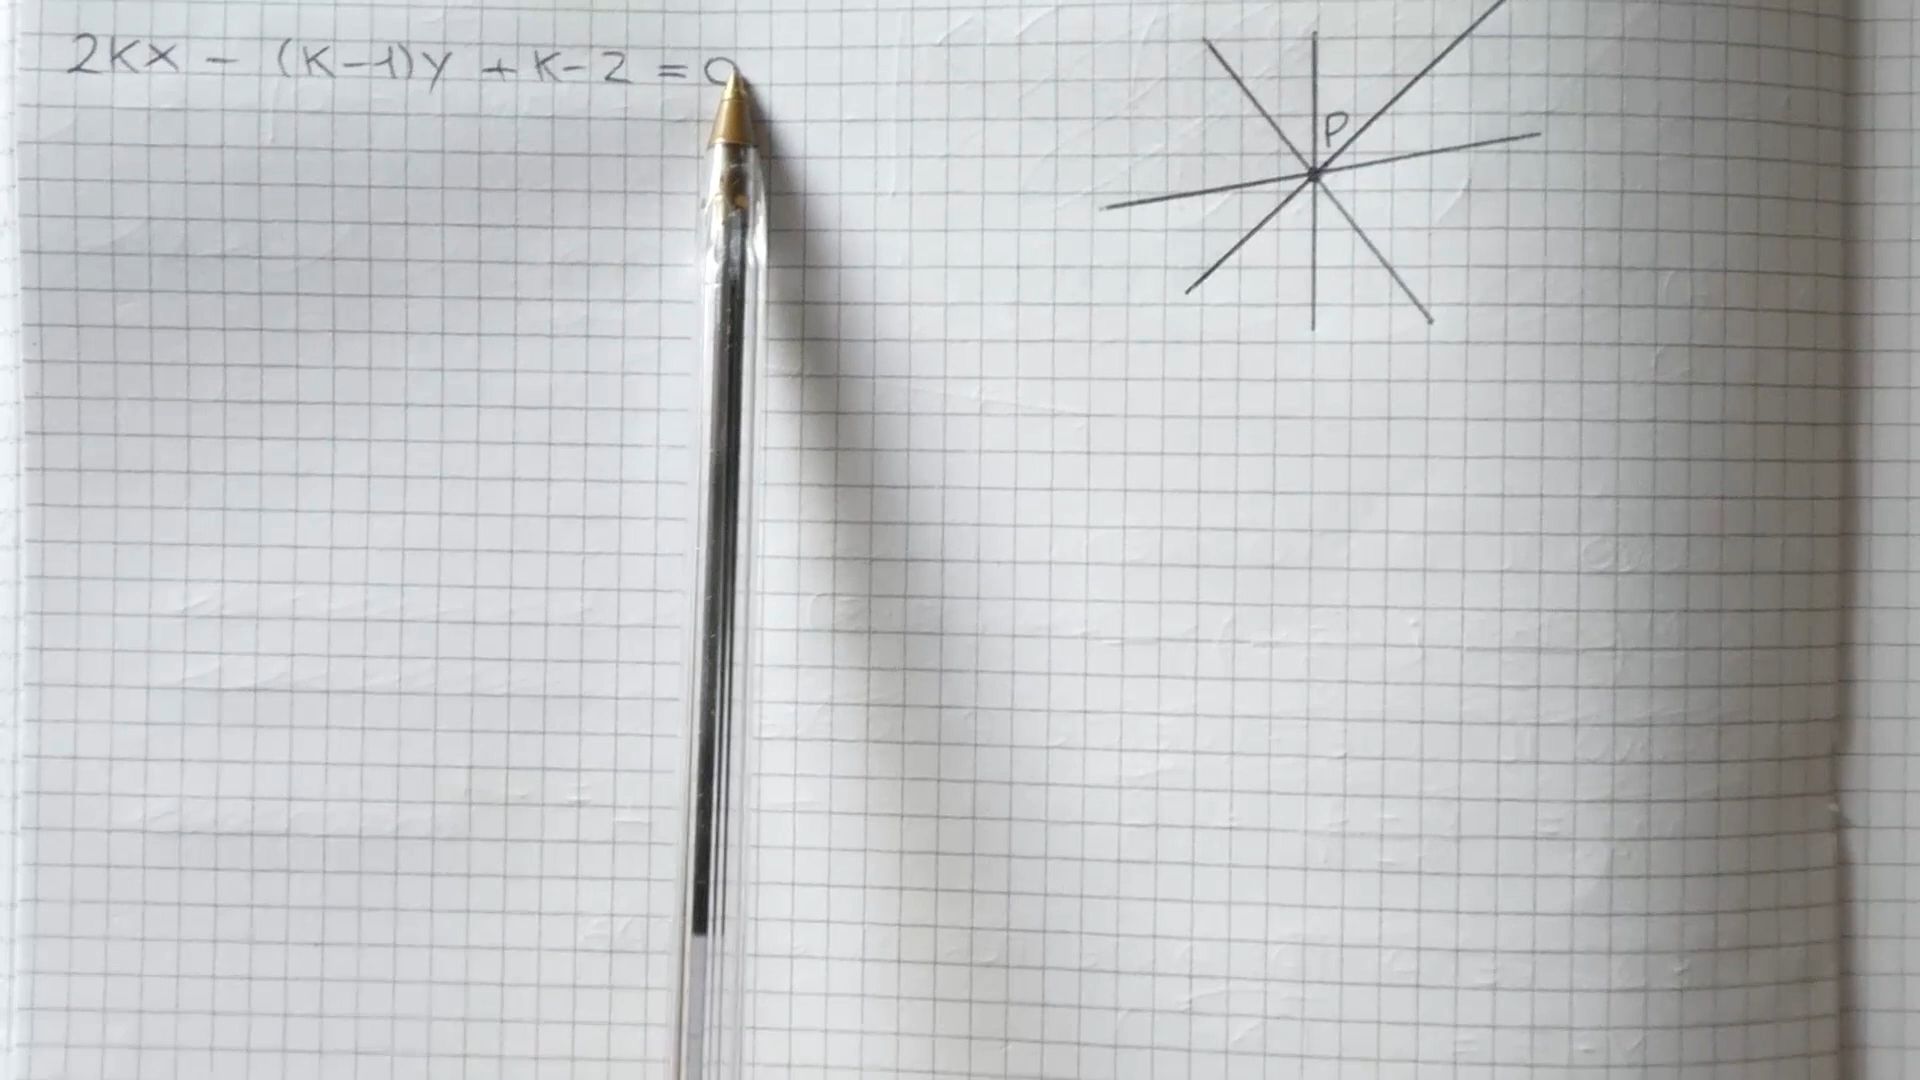 2kx - (k-1)y + k-2 = 0
P